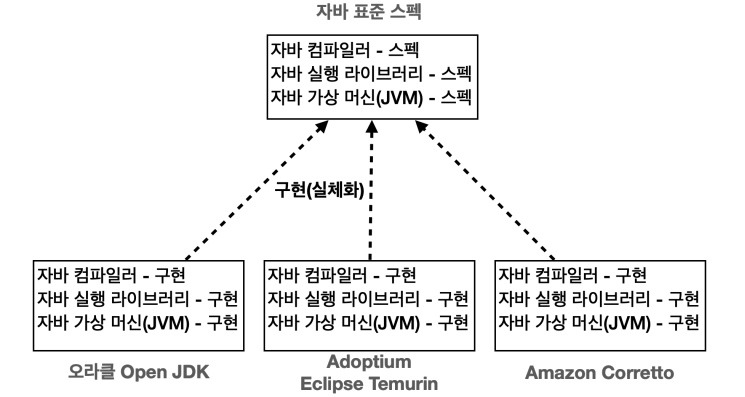 자바 표준 스펙
자바 컴파일러 - 스펙
자바 실행 라이브러리 - 스펙
자바 가상 머신(JVM) - 스펙
구현(실체화)
자바 컴파일러 - 구현
자바 실행 라이브러리 - 구현
자바 가상 머신(JVM) - 구현
오라클 Open JDK
자바 컴파일러 - 구현
자바 실행 라이브러리 - 구현
자바 가상 머신(JVM) - 구현
Adoptium
Eclipse Temurin
자바 컴파일러 - 구현
자바 실행 라이브러리 - 구현
자바 가상 머신(JVM) - 구현
Amazon Corretto